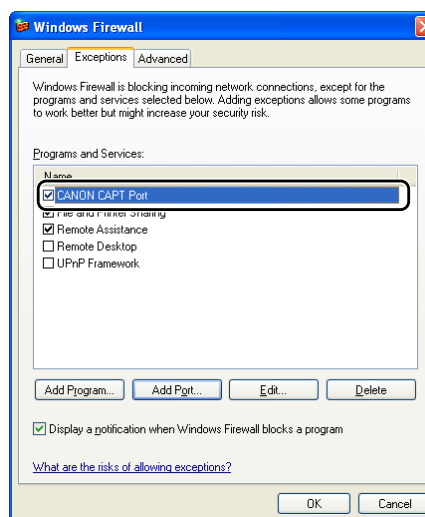 Windows Firewall
General Exceptions Advanced
Windows Firewall is blocking incoming network connections, except for the
programs and services selected below. Adding exceptions allows some programs
to work better but might increase your security risk.
Programs and Services:
Name
CANON CAPT Port
File and Printer Sharing
Remote Assistance
Remote Desktop
UPnP Framework
Add Program... Add Port... Edit... Delete
Display a notification when Windows Firewall blocks a program
What are the risks of allowing exceptions?
OK Cancel